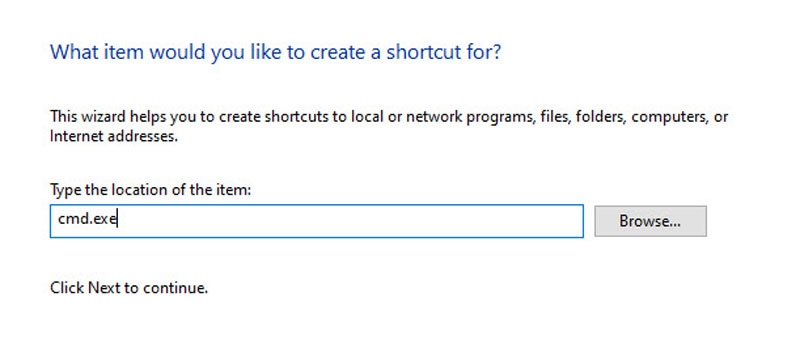 What item would you like to create a shortcut for?
This wizard helps you to create shortcuts to local or network programs, files, folders, computers, or
Internet addresses.
Type the location of the item:
cmd.exe
Browse...
Click Next to continue.